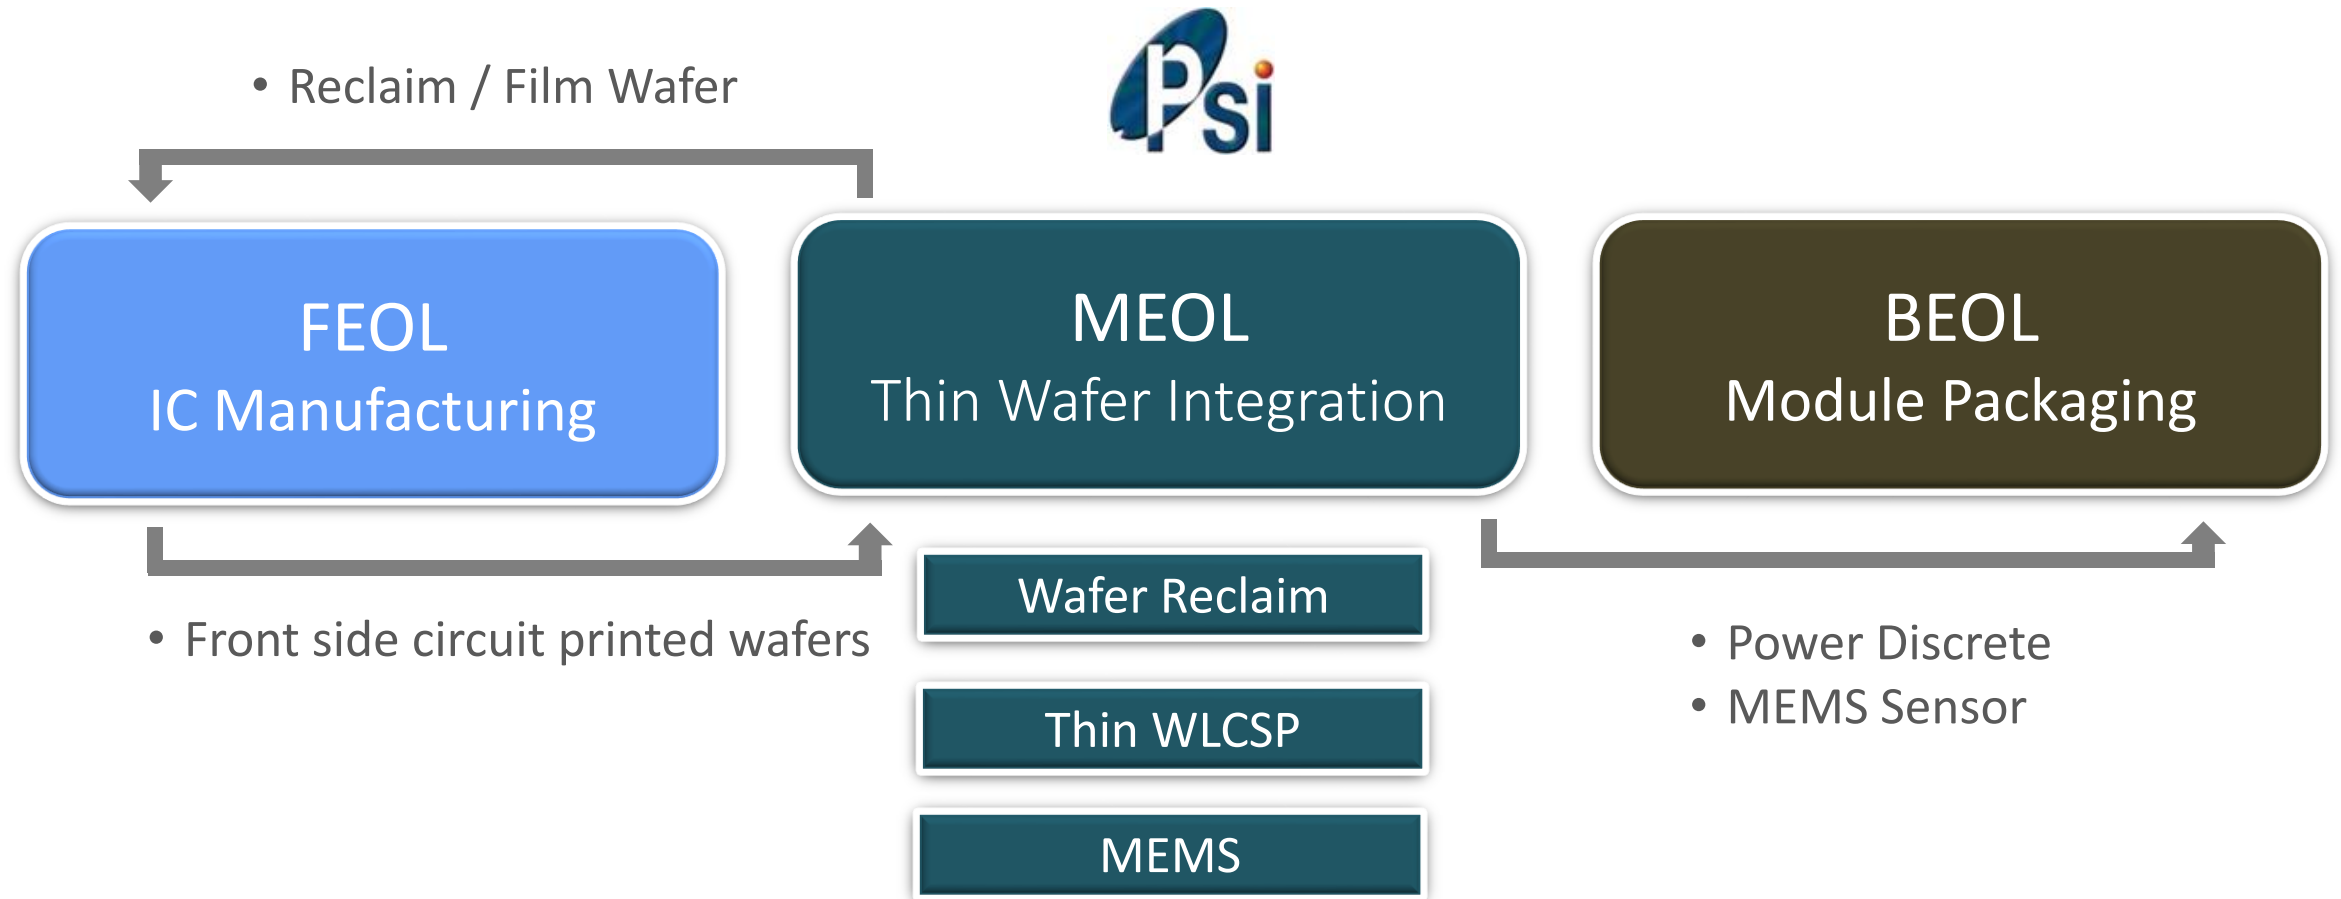 Psi
• Reclaim / Film Wafer
FEOL
IC Manufacturing
MEOL
Thin Wafer Integration
BEOL
Module Packaging
• Front side circuit printed wafers
Wafer Reclaim
Thin WLCSP
MEMS
• Power Discrete
• MEMS Sensor